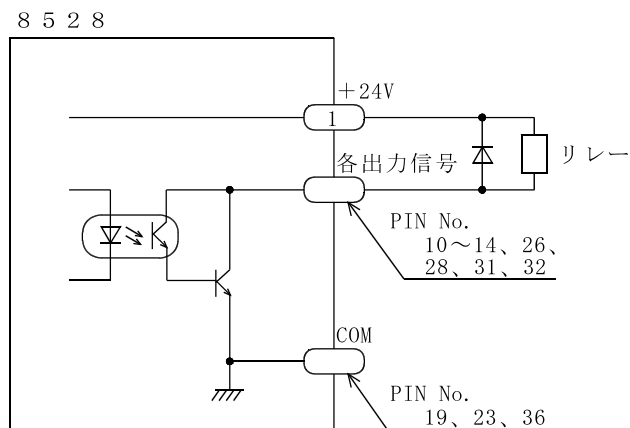 ８５２８
＋24V
1
各出力信号
リレー
PIN No.
10～14、26、
28、31、32
COM
PIN No.
19、23、36